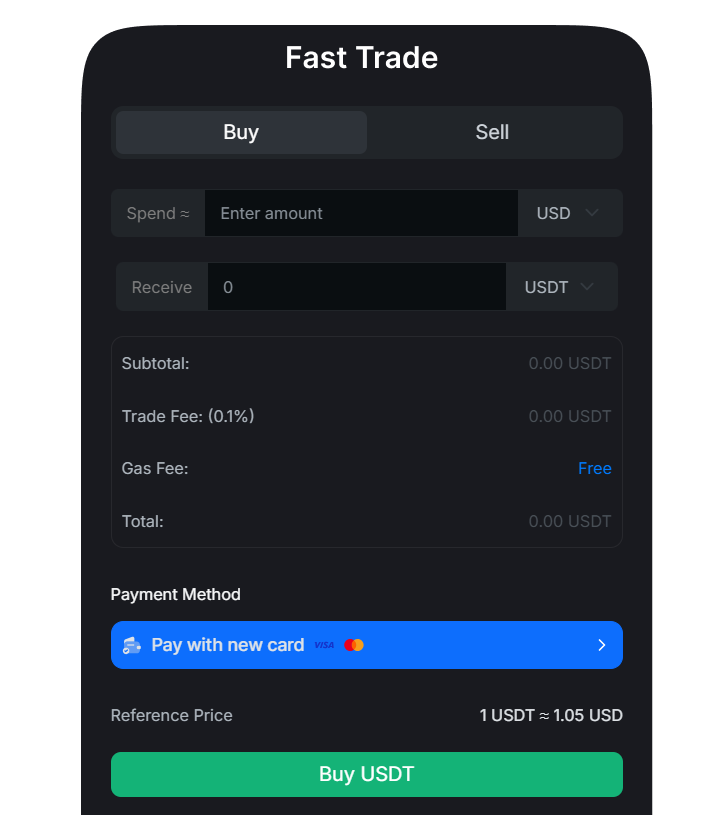 Fast Trade
Buy Sell
Spend ≈ Enter amount USD
Receive 0 USDT
Subtotal: 0.00 USDT
Trade Fee: (0.1%) 0.00 USDT
Gas Fee: Free
Total: 0.00 USDT
Payment Method
Pay with new card VISA
Reference Price 1 USDT ≈ 1.05 USD
Buy USDT